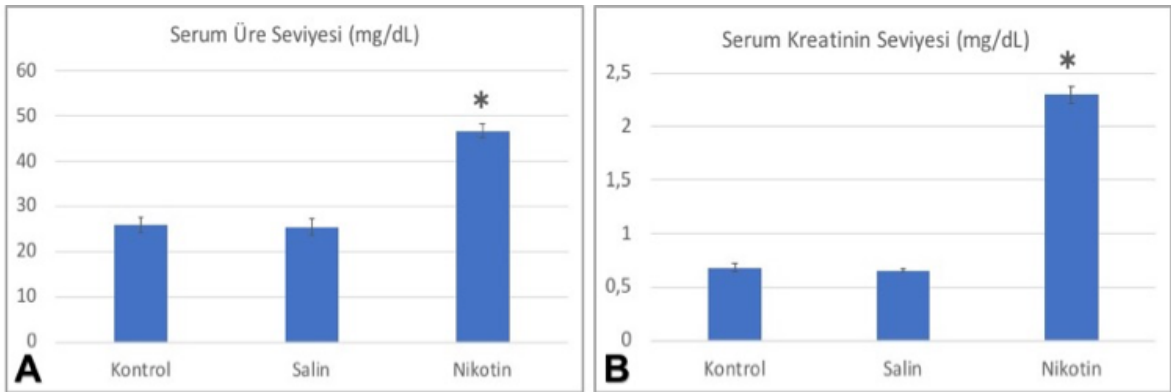 Serum Üre Seviyesi (mg/dL)
60
50
40
30
20
10
0
*
Kontrol Salin Nikotin
A
Serum Kreatinin Seviyesi (mg/dL)
2,5
2
1,5
1
0,5
0
*
Kontrol Salin Nikotin
B